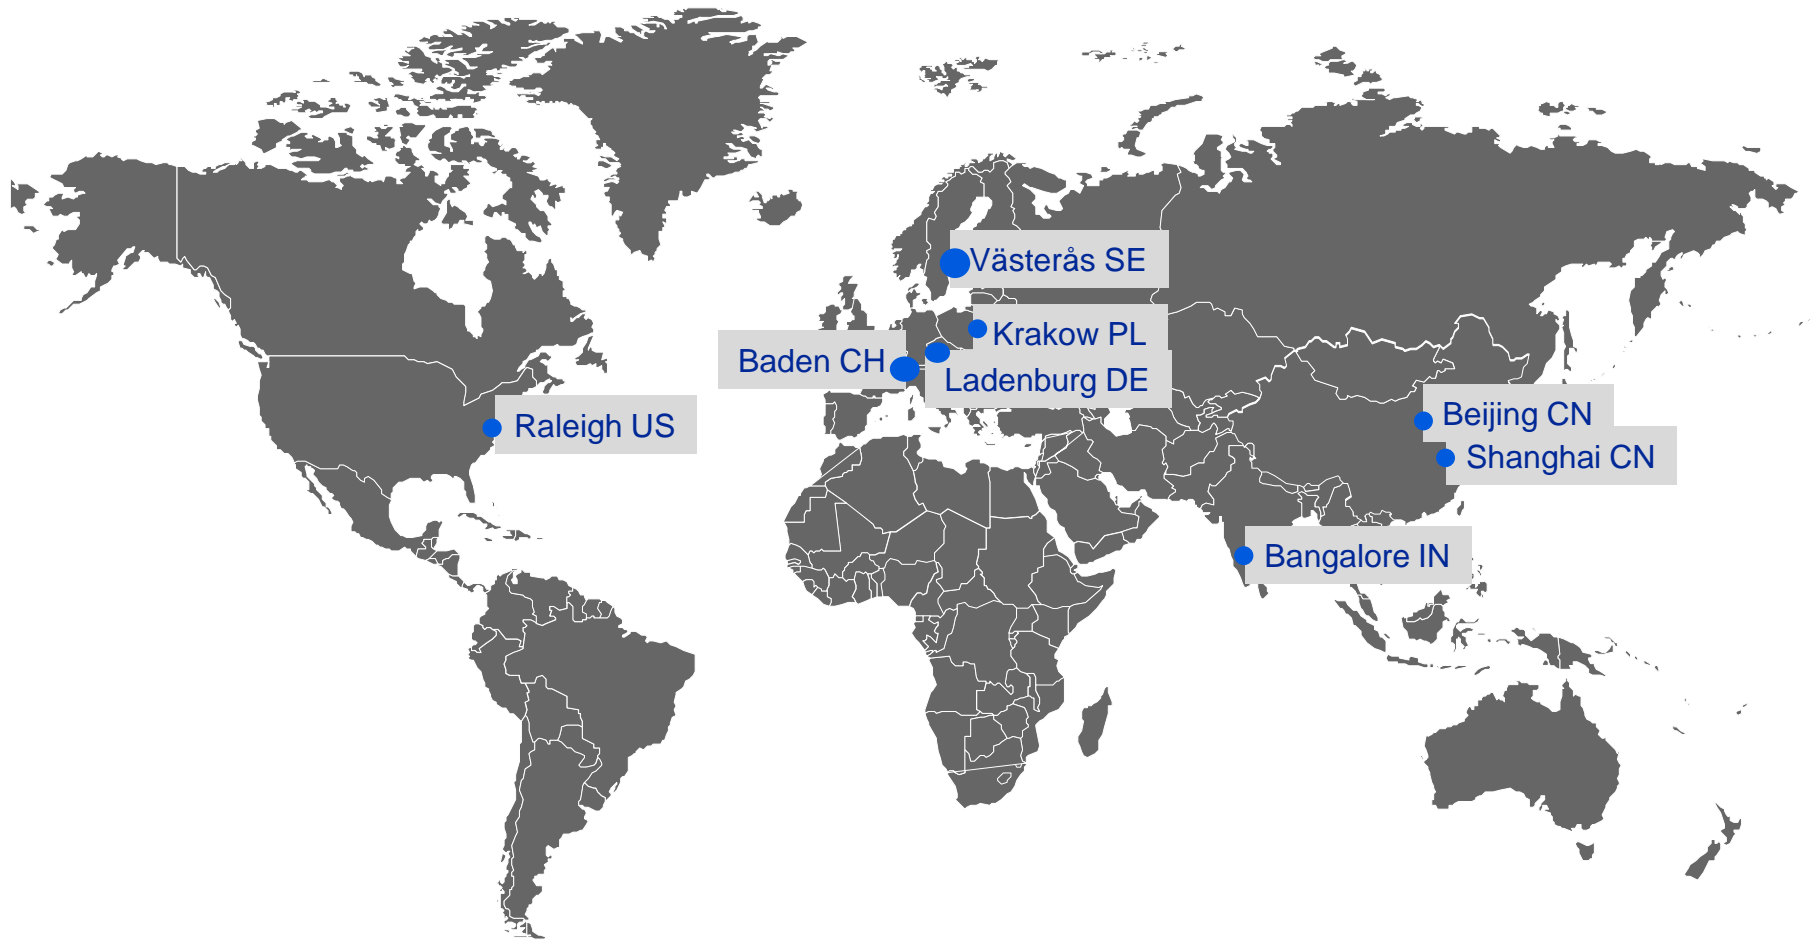 Västerås SE
Krakow PL
Baden CH
Ladenburg DE
Raleigh US
Beijing CN
Shanghai CN
Bangalore IN